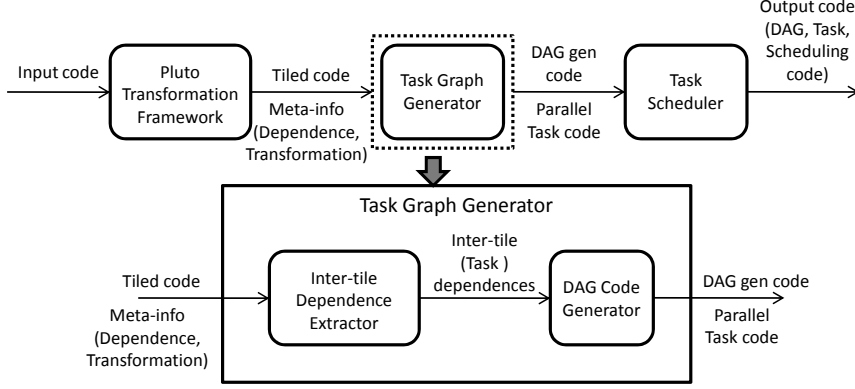 Input code
Pluto
Transformation
Framework
Tiled code
Meta-info
(Dependence,
Transformation)
Task Graph
Generator
DAG gen
code
Parallel
Task code
Task
Scheduler
Output code
(DAG, Task,
Scheduling
code)
Task Graph Generator
Tiled code
Meta-info
(Dependence,
Transformation)
Inter-tile
Dependence
Extractor
Inter-tile
(Task )
dependences
DAG Code
Generator
DAG gen code
Parallel
Task code